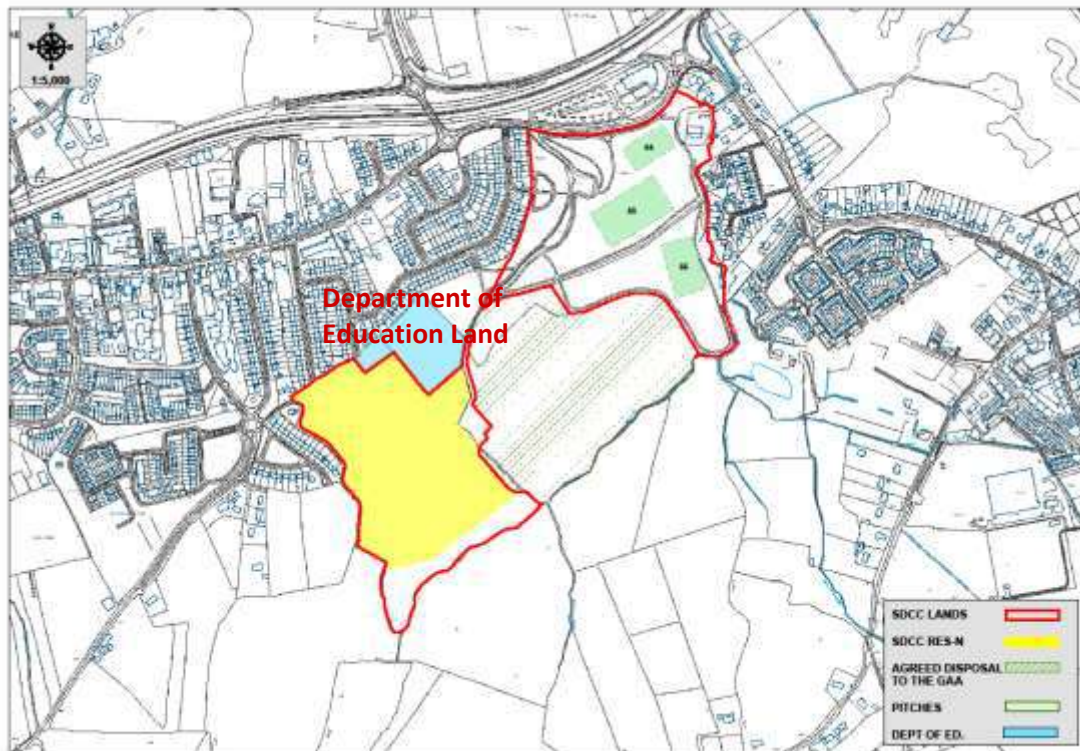 1:5,000
Department of
Education Land
SDCC LANDS
SDCC RES-N
AGREED DISPOSAL
TO THE GAA
PITCHES
DEPT OF ED.